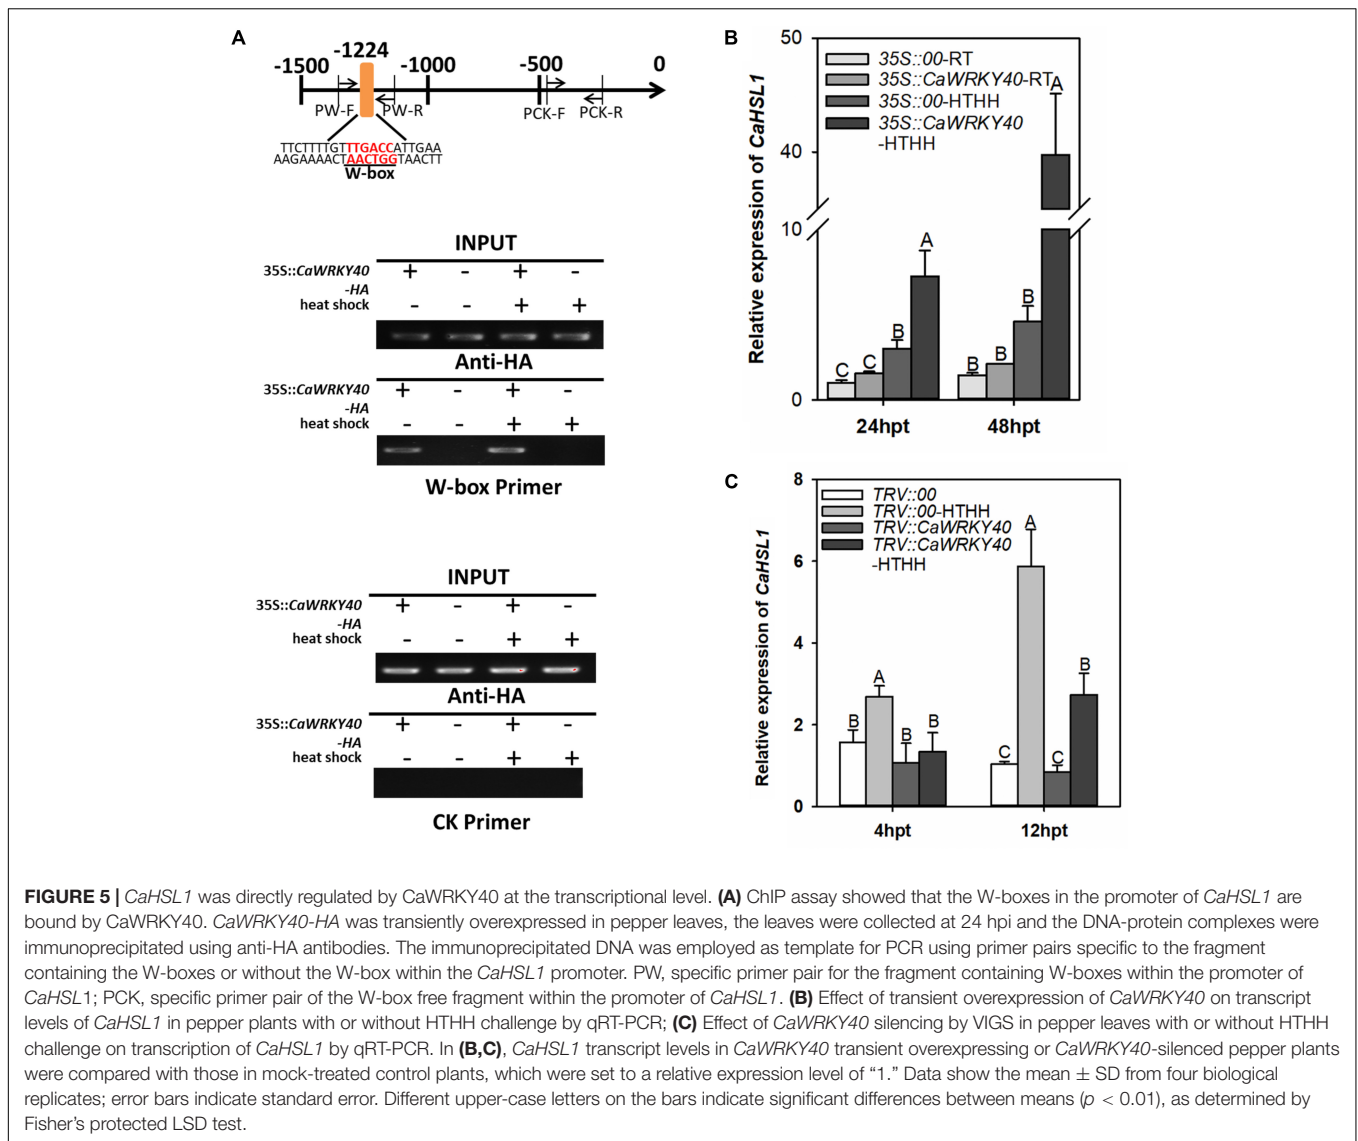 A
-1224
-1500
-1000
-500
0
PW-F
PW-R
PCK-F
PCK-R
TTCTTTTGTTTGACCATTGAA
AAGAAAACTAACTGGTAACTT
W-box
INPUT
35S::CaWRKY40 + - + -
-HA
heat shock - - + +
Anti-HA
35S::CaWRKY40 + - + -
-HA
heat shock - - + +
W-box Primer
INPUT
35S::CaWRKY40 + - + -
-HA
heat shock - - + +
Anti-HA
35S::CaWRKY40 + - + -
-HA
heat shock - - + +
CK Primer
B
Relative expression of CaHSL1
50
40
10
0
35S::00-RT
35S::CaWRKY40-RT
35S::00-HTHH
35S::CaWRKY40
-HTHH
C C B A
B B B A
24hpt
48hpt
C
Relative expression of CaHSL1
8
6
4
2
0
TRV::00
TRV::00-HTHH
TRV::CaWRKY40
TRV::CaWRKY40
-HTHH
B A B B
C A C B
4hpt
12hpt
FIGURE 5 | CaHSL1 was directly regulated by CaWRKY40 at the transcriptional level. (A) ChIP assay showed that the W-boxes in the promoter of CaHSL1 are
bound by CaWRKY40. CaWRKY40-HA was transiently overexpressed in pepper leaves, the leaves were collected at 24 hpi and the DNA-protein complexes were
immunoprecipitated using anti-HA antibodies. The immunoprecipitated DNA was employed as template for PCR using primer pairs specific to the fragment
containing the W-boxes or without the W-box within the CaHSL1 promoter. PW, specific primer pair for the fragment containing W-boxes within the promoter of
CaHSL1; PCK, specific primer pair of the W-box free fragment within the promoter of CaHSL1. (B) Effect of transient overexpression of CaWRKY40 on transcript
levels of CaHSL1 in pepper plants with or without HTHH challenge by qRT-PCR; (C) Effect of CaWRKY40 silencing by VIGS in pepper leaves with or without HTHH
challenge on transcription of CaHSL1 by qRT-PCR. In (B,C), CaHSL1 transcript levels in CaWRKY40 transient overexpressing or CaWRKY40-silenced pepper plants
were compared with those in mock-treated control plants, which were set to a relative expression level of “1.” Data show the mean ± SD from four biological
replicates; error bars indicate standard error. Different upper-case letters on the bars indicate significant differences between means (p < 0.01), as determined by
Fisher’s protected LSD test.